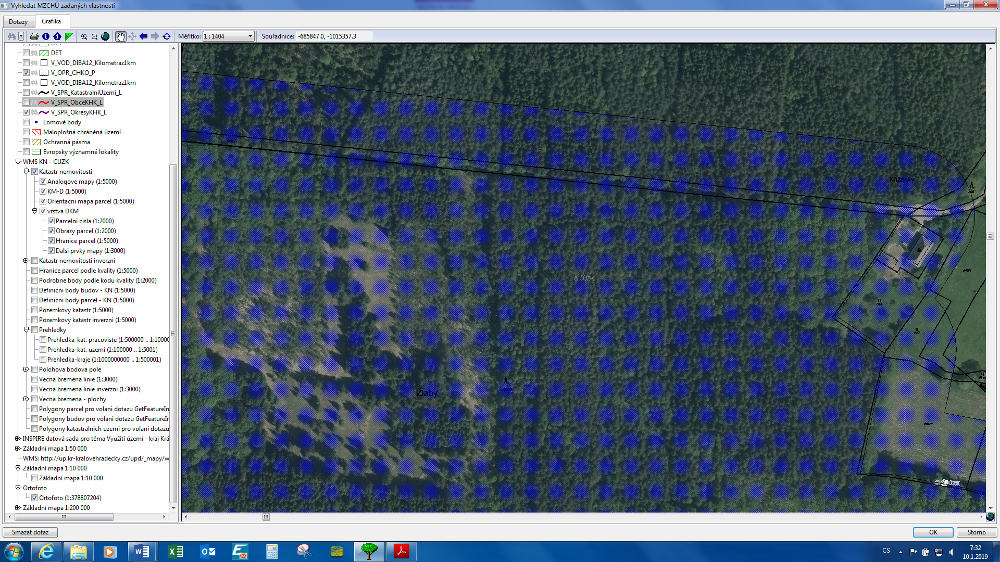 Vyhledat MZCHÚ zadaných vlastností
Dotazy
Grafika
Měřítko: 1 : 1404
Souřadnice: -685847.0, -1015357.3
DET
DET
V_VOD_DIBA12_Kilometraz1km
V_OPR_CHKO_P
V_VOD_DIBA12_Kilometraz1km
V_SPR_KatastralniUzemi_L
V_SPR_ObceKHK_L
V_SPR_OkresyKHK_L
Lomové body
Maloplošná chráněná území
Ochranná pásma
Evropsky významné lokality
WMS KN - CUZK
Katastr nemovitosti
Analogove mapy (1:5000)
KM-D (1:5000)
Orientacni mapa parcel (1:5000)
vrstva DKM
Parcelni cisla (1:2000)
Obrazy parcel (1:2000)
Hranice parcel (1:5000)
Dalsi prvky mapy (1:3000)
Katastr nemovitosti inverzni
Hranice parcel podle kvality (1:5000)
Podrobne body podle kodu kvality (1:2000)
Definicni body budov - KN (1:5000)
Definicni body parcel - KN (1:5000)
Pozemkovy katastr (1:5000)
Pozemkovy katastr inverzni (1:5000)
Prehledky
Prehledka-kat. pracoviste (1:500000 .. 1:10000
Prehledka-kat. uzemi (1:100000 .. 1:5001)
Prehledka-kraje (1:1000000000 .. 1:500001)
Polohova bodova pole
Vecna bremena linie (1:3000)
Vecna bremena linie inverzni (1:3000)
Vecna bremena - plochy
Polygony parcel pro volani dotazu GetFeatureIn
Polygony budov pro volani dotazu GetFeatureIr
Polygony katastralnich uzemi pro volani dotazu
INSPIRE datová sada pro téma Využití území - kraj Krá
Základní mapa 1:50 000
WMS: http://up.kr-kralovehradecky.cz/upd/_mapy/w
Základní mapa 1:10 000
Základní mapa 1:10 000
Ortofoto
Ortofoto (1:378807204)
Základní mapa 1:200 000
Křižánky
© ČÚZK
Žlaby
Smazat dotaz
OK
Storno
CS
7:32
10.1.2019